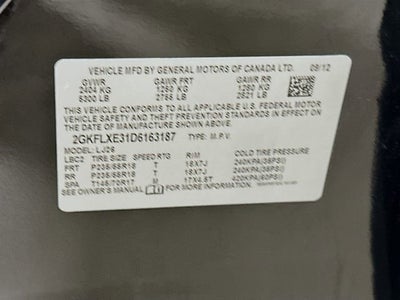 VEHICLE MFD BY GENERAL MOTORS OF CANADA LTD. 09/12
GVWR GAWR FRT GAWR RR
2404 KG 1260 KG 1280 KG
5300 LB 2765 LB 2821 LB
THIS VEHICLE CONFORMS TO ALL APPLICABLE U.S. FEDERAL MOTOR
VEHICLE SAFETY AND THEFT PREVENTION STANDARDS IN EFFECT ON
THE DATE OF MANUFACTURE SHOWN ABOVE.
2GKFLXE31D6163187 TYPE: M.P.V.
MODEL: LJ26
LBC2 TIRE SIZE SPEED RTG RIM COLD TIRE PRESSURE
FRT P235/55R18 T 18X7J 240KPA(35PSI)
RR P235/55R18 T 18X7J 240KPA(35PSI)
SPA T145/70R17 M 17X4.5T 420KPA(60PSI)
SEE OWNER'S MANUAL FOR MORE INFORMATION.